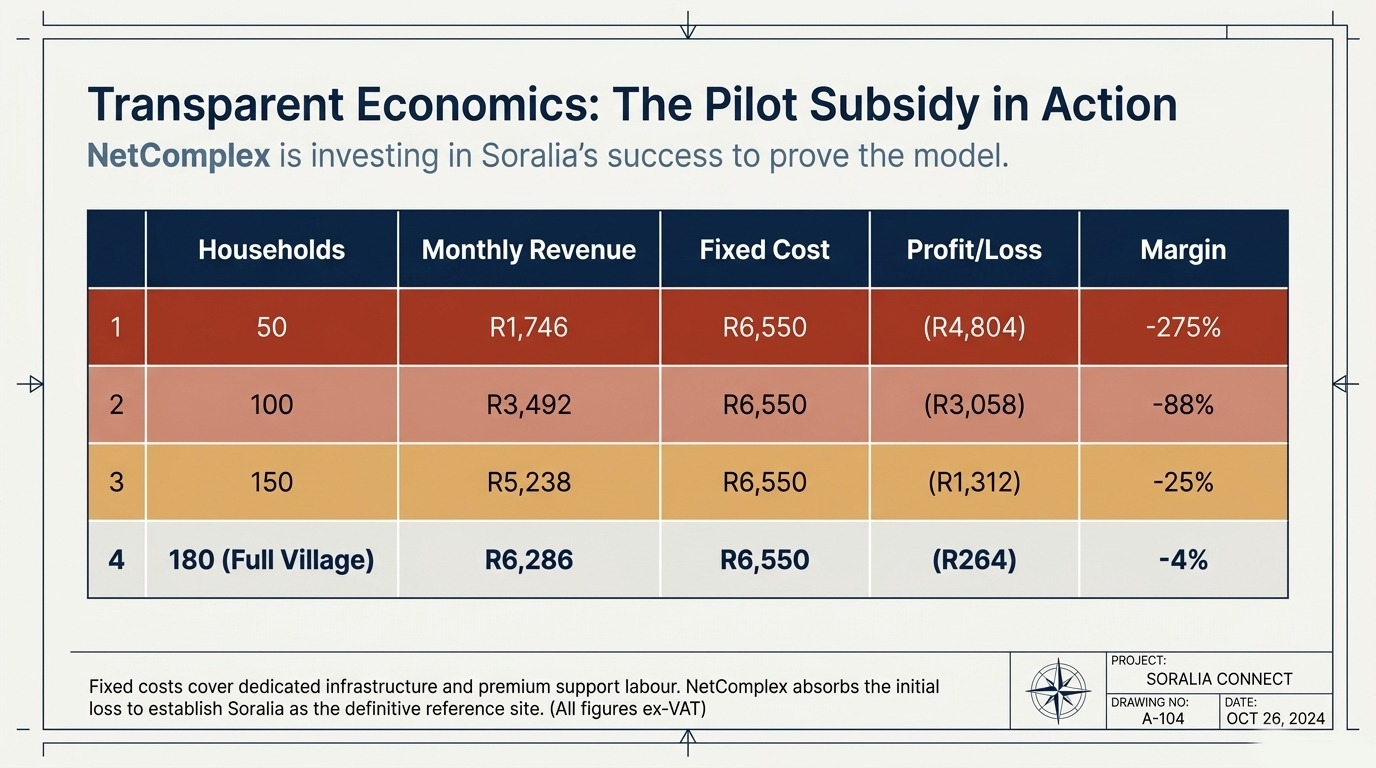 Transparent Economics: The Pilot Subsidy in Action
NetComplex is investing in Soralia’s success to prove the model.
Households Monthly Revenue Fixed Cost Profit/Loss Margin
1 50 R1,746 R6,550 (R4,804) -275%
2 100 R3,492 R6,550 (R3,058) -88%
3 150 R5,238 R6,550 (R1,312) -25%
4 180 (Full Village) R6,286 R6,550 (R264) -4%
Fixed costs cover dedicated infrastructure and premium support labour. NetComplex absorbs the initial
loss to establish Soralia as the definitive reference site. (All figures ex-VAT)
PROJECT:
SORALIA CONNECT
DRAWING NO: DATE:
A-104 OCT 26, 2024